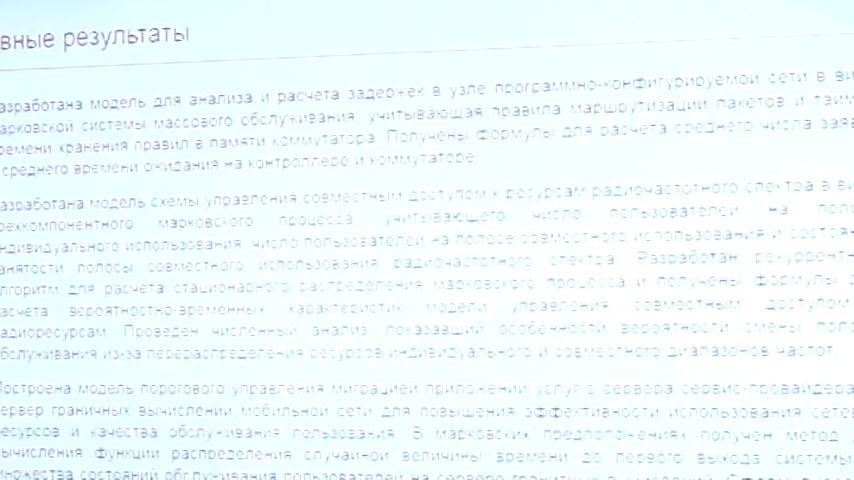 вные результаты
азработана модель для анализа и расчета задержек в узле программно-конфигурируемой сети в ви
арковской системы массового обслуживания, учитывающая правила маршрутизации пакетов и тайм
ремени хранения правил в памяти коммутатора. Получены формулы для расчета среднего числа заяв
среднего времени ожидания на контроллере и коммутаторе
азработана модель схемы управления совместным доступом к ресурсам радиочастотного спектра в ви
рехкомпонентного марковского процесса, учитывающего число пользователей на поло
ндивидуального использования, число пользователей на полосе совместного использования и состоян
анятости полосы совместного использования радиочастотного спектра. Разработан рекуррентн
лгоритм для расчета стационарного распределения марковского процесса и получены формулы д
асчета вероятностно-временных характеристик модели управления совместным доступом
адиоресурсам. Проведен численный анализ, показавший особенности вероятности смены поло
бслуживания из-за перераспределения ресурсов индивидуального и совместного диапазонов частот.
Построена модель порогового управления миграцией приложений услуг с сервера сервис-провайдера
ервер граничных вычислений мобильной сети для повышения эффективности использования сетев
есурсов и качества обслуживания пользования. В марковских предположениях получен метод
ычисления функции распределения случайной величины времени до первого выхода системы
множества состояний обслуживания пользователей на сервере граничных вычислений.